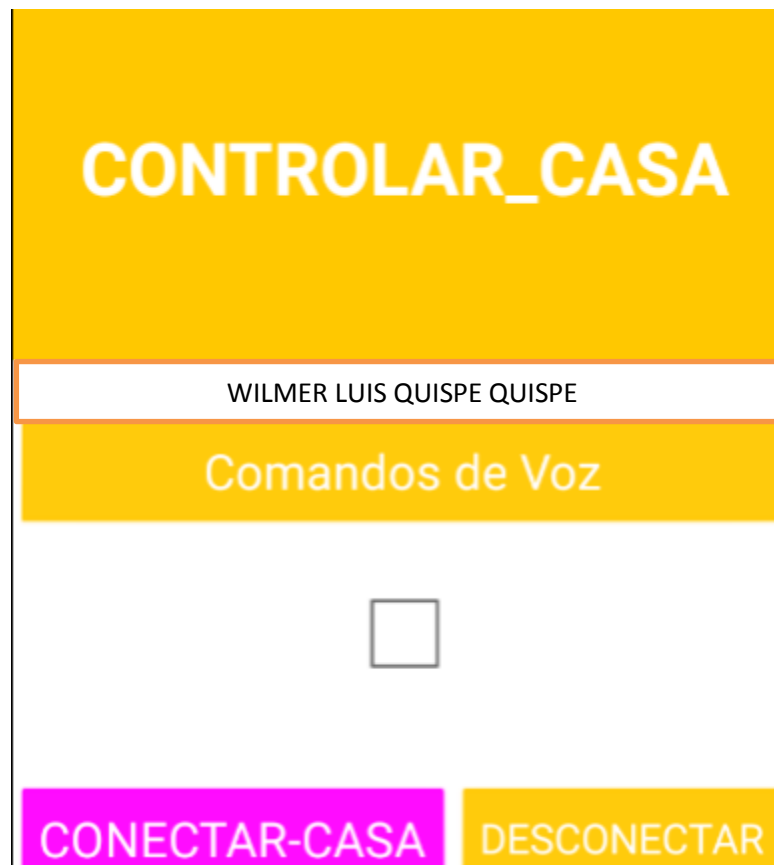 CONTROLAR_CASA
WILMER LUIS QUISPE QUISPE
Comandos de Voz
CONECTAR-CASA DESCONECTAR